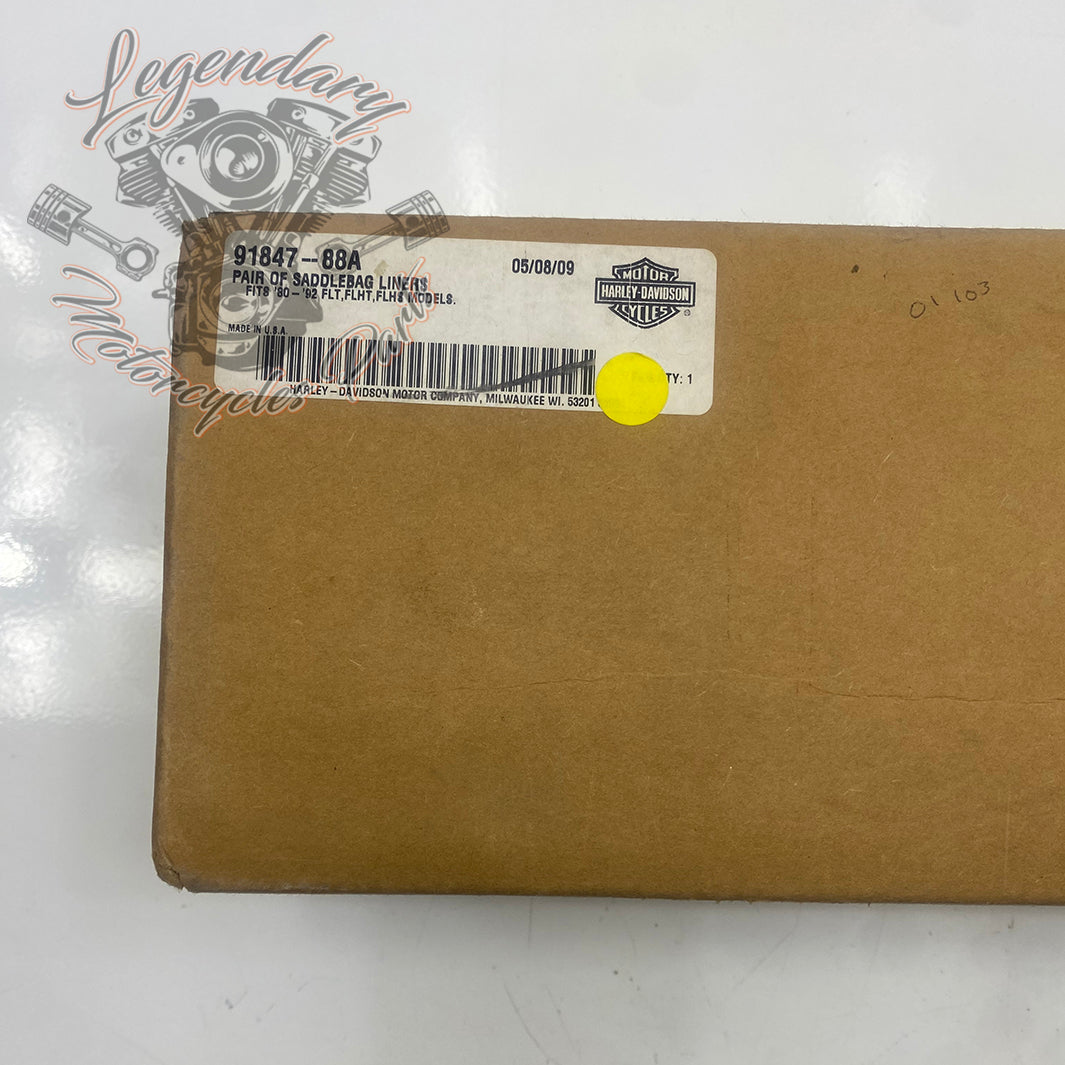 Legendary
Motorcycles Parts
91847-88A
05/08/09
PAIR OF SADDLEBAG LINERS
FITS '80-'92 FLT,FLHT,FLHS MODELS.
MOTOR
HARLEY-DAVIDSON
CYCLES
®
MADE IN U.S.A.
TY: 1
HARLEY-DAVIDSON MOTOR COMPANY, MILWAUKEE WI. 53201
01 103